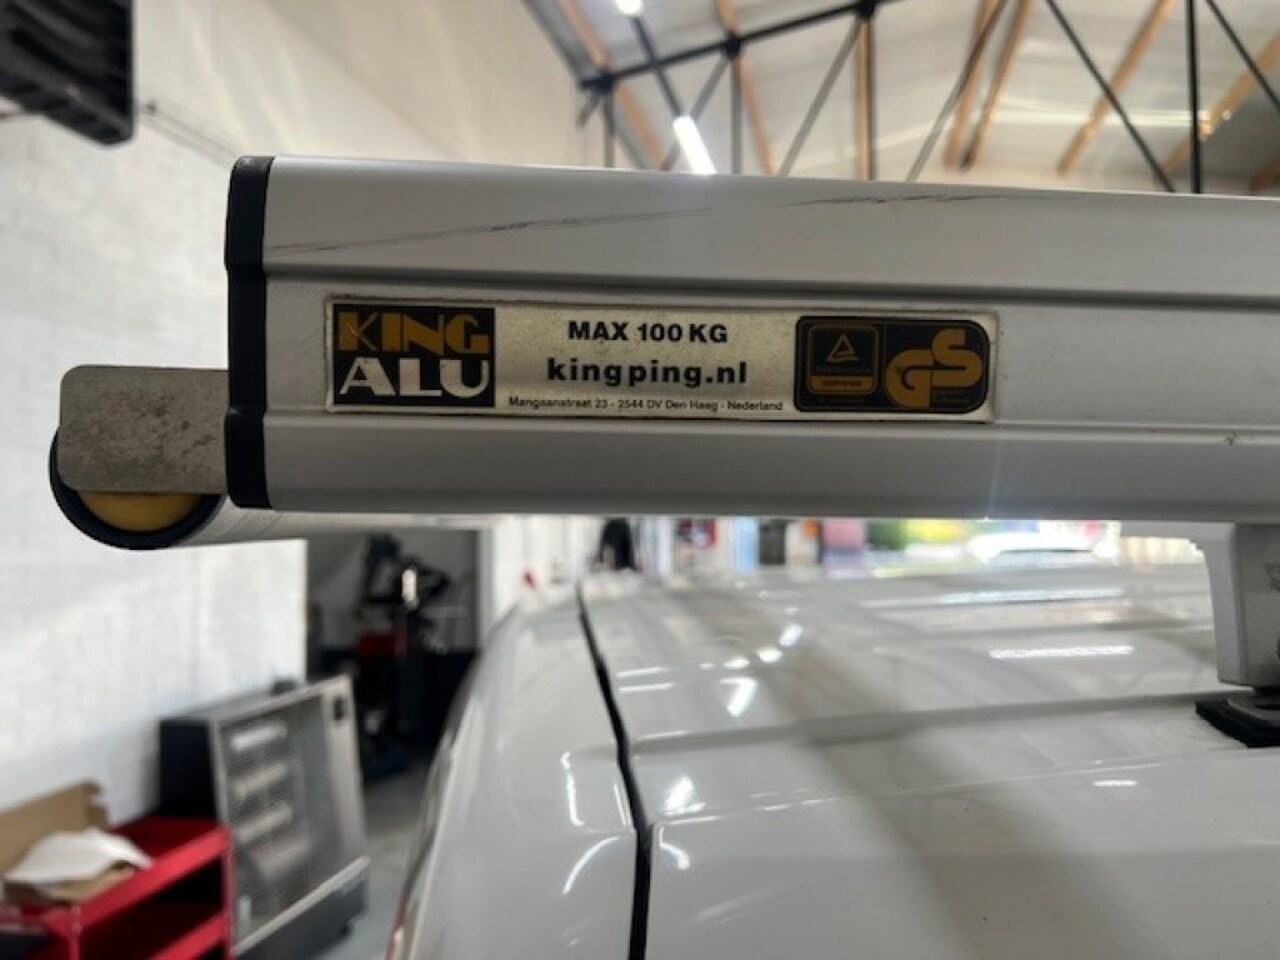 KING
ALU
MAX 100 KG
kingping.nl
Mangaanstraat 23 - 2544 DV Den Haag - Nederland
GS